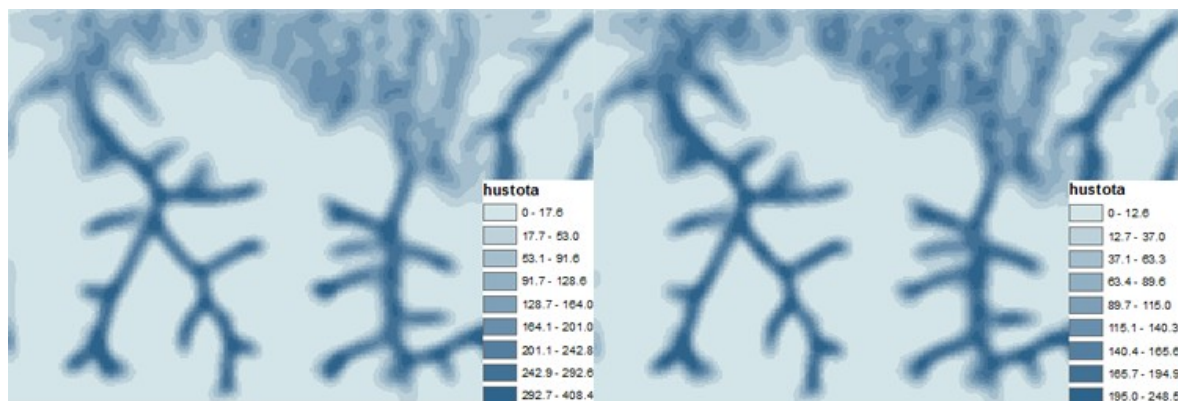 hustota
0 - 17.6
17.7 - 53.0
53.1 - 91.6
91.7 - 128.6
128.7 - 164.0
164.1 - 201.0
201.1 - 242.8
242.9 - 292.6
292.7 - 408.4
hustota
0 - 12.6
12.7 - 37.0
37.1 - 63.3
63.4 - 89.6
89.7 - 115.0
115.1 - 140.3
140.4 - 165.6
165.7 - 194.9
195.0 - 248.5